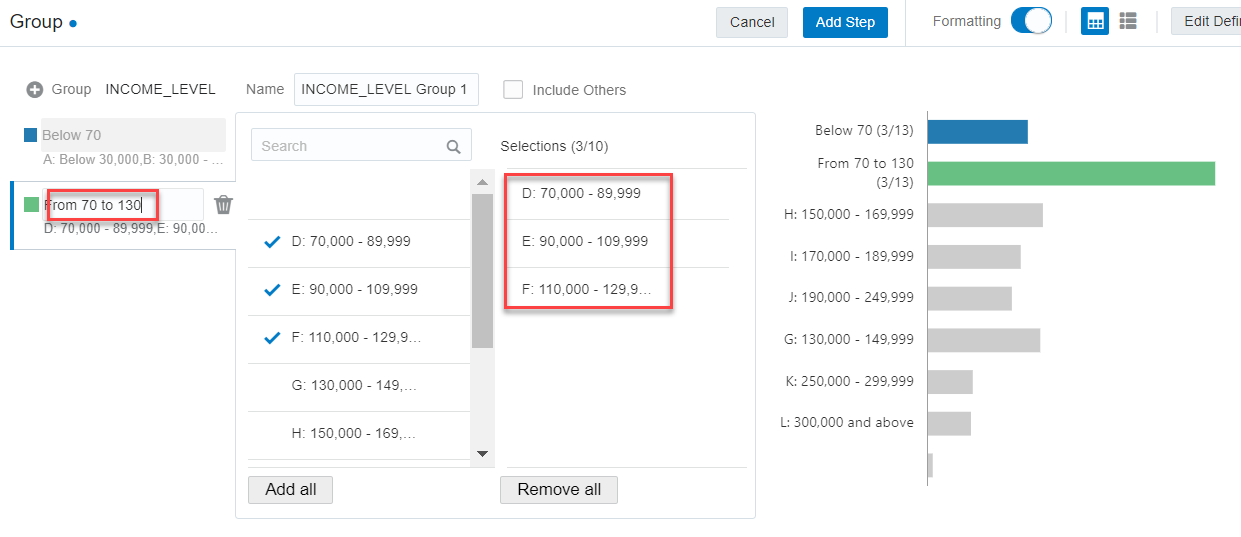 Group
Cancel
Add Step
Formatting
Edit Defi
Group
INCOME_LEVEL
Name
INCOME_LEVEL Group 1
Include Others
Below 70
A: Below 30,000,B: 30,000 - ...
From 70 to 130
D: 70,000 - 89,999,E: 90,00...
Search
D: 70,000 - 89,999
E: 90,000 - 109,999
F: 110,000 - 129,9...
G: 130,000 - 149,...
H: 150,000 - 169,...
Add all
Selections (3/10)
D: 70,000 - 89,999
E: 90,000 - 109,999
F: 110,000 - 129,9...
Remove all
Below 70 (3/13)
From 70 to 130
(3/13)
H: 150,000 - 169,999
I: 170,000 - 189,999
J: 190,000 - 249,999
G: 130,000 - 149,999
K: 250,000 - 299,999
L: 300,000 and above